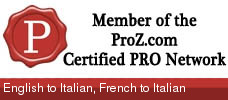 P
Member of the
ProZ.com
Certified PRO Network
English to Italian, French to Italian